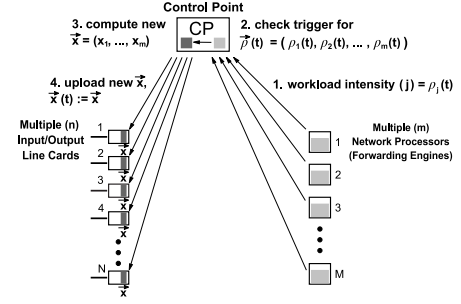 Control Point
CP
3. compute new
x = (x1, ..., xm)
2. check trigger for
ρ(t) = ( ρ1(t), ρ2(t), ... , ρm(t) )
4. upload new x,
x (t) := x
1. workload intensity ( j ) = ρj(t)
Multiple (n)
Input/Output
Line Cards
1
x
2
x
3
x
4
x
N
x
1
2
3
M
Multiple (m)
Network Processors
(Forwarding Engines)